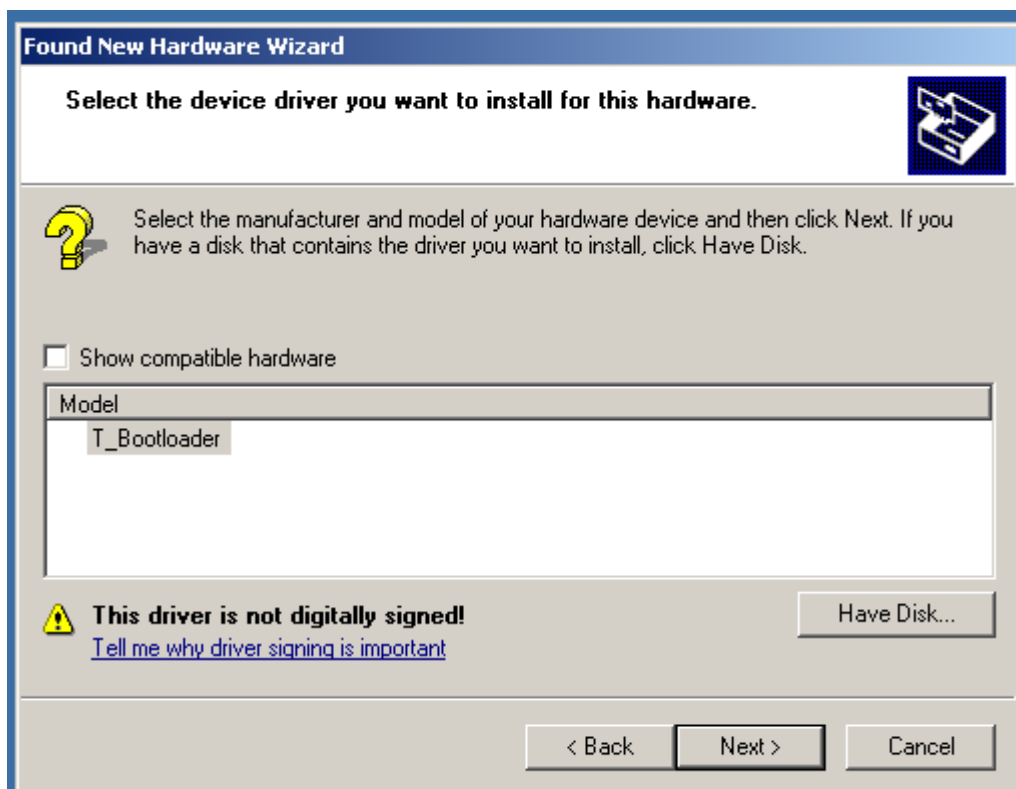 Found New Hardware Wizard
Select the device driver you want to install for this hardware.
Select the manufacturer and model of your hardware device and then click Next. If you
have a disk that contains the driver you want to install, click Have Disk.
Show compatible hardware
Model
T_Bootloader
This driver is not digitally signed!
Have Disk...
Tell me why driver signing is important
< Back
Next >
Cancel